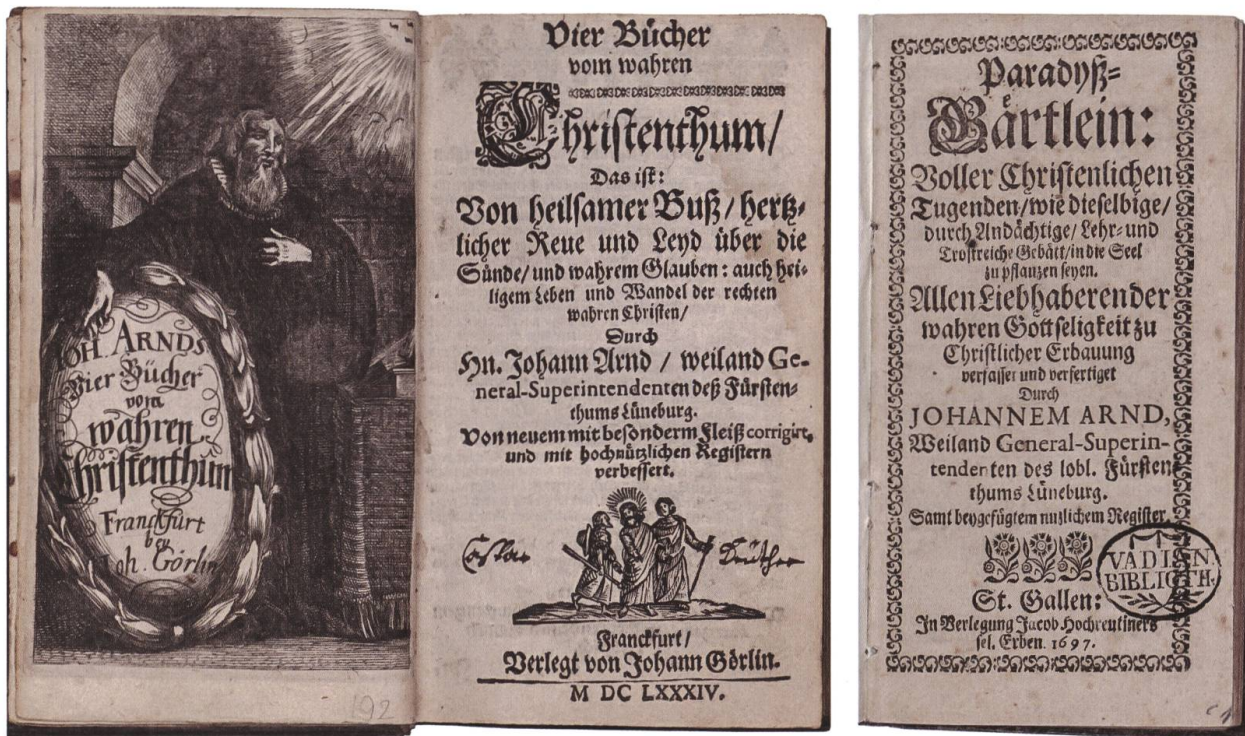 JOH. ARNDS
Vier Bücher
vom
wahren
Christenthum
Franckfurt
bey
Joh. Görlin
192
Vier Bücher
vom wahren
Christenthum/
Das ist:
Von heilsamer Buß/ hertz-
licher Reue und Leyd über die
Sünde/ und wahrem Glauben: auch hei-
ligem Leben und Wandel der rechten
wahren Christen/
Durch
Hn. Johann Arnd / weiland Ge-
neral-Superintendenten deß Fürsten-
thums Lüneburg.
Von neuem mit besonderm Fleiß corrigirt,
und mit hochnützlichen Registern
verbessert.
Franckfurt/
Verlegt von Johann Görlin.
M DC LXXXIV.
Paradyß=
Gärtlein:
Voller Christenlichen
Tugenden/ wie dieselbige/
durch Andächtige/ Lehr- und
Trostreiche Gebätt/ in die Seel
zu pflanzen seyen.
Allen Liebhaberen der
wahren Gottseligkeit zu
Christlicher Erbauung
verfasset und verfertiget
Durch
JOHANNEM ARND,
Weiland General-Superin-
tendenten des lobl. Fürsten
thums Lüneburg.
Samt beygefügtem nutzlichem Register.
VADIAN.
BIBLIOTH.
St. Gallen:
In Verlegung Jacob Hochreutiners
sel. Erben. 1697.